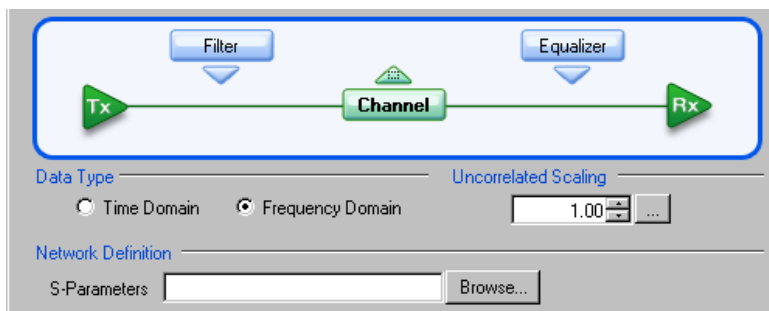 Filter
Equalizer
Tx
Channel
Rx
Data Type
Uncorrelated Scaling
Time Domain
Frequency Domain
1.00
...
Network Definition
S-Parameters
Browse...